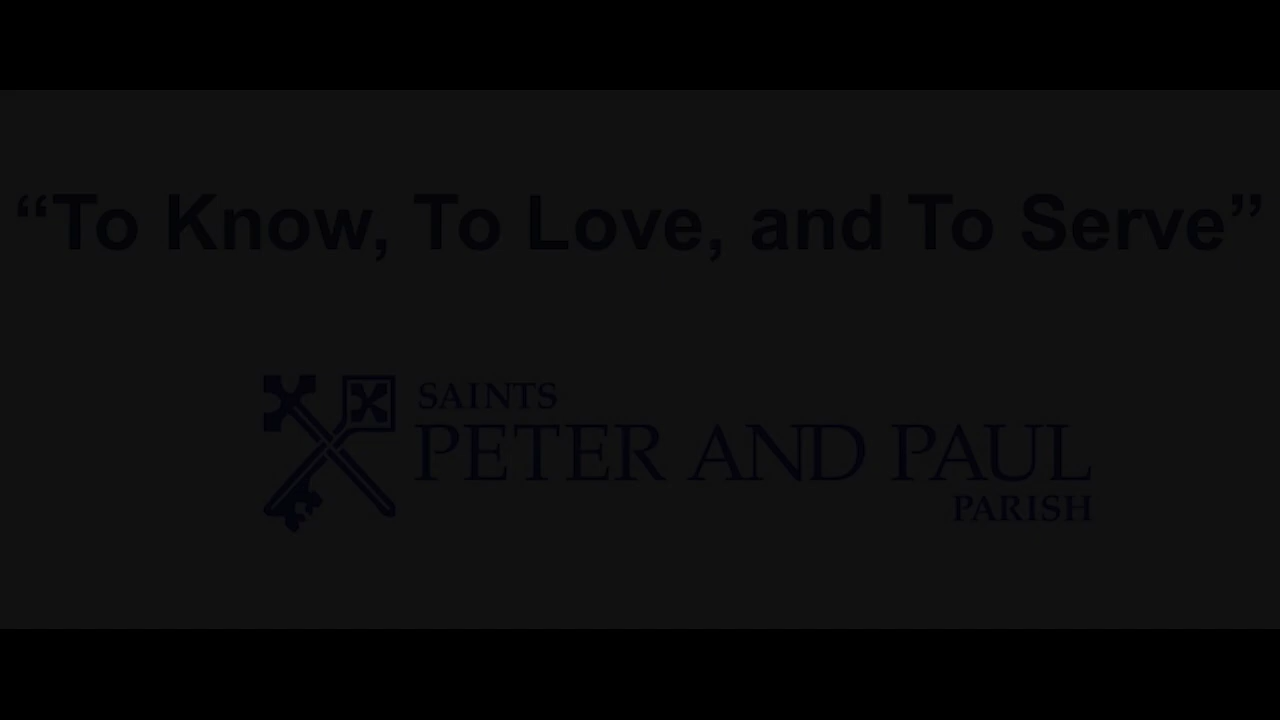 “To Know, To Love, and To Serve”
SAINTS
PETER AND PAUL
PARISH